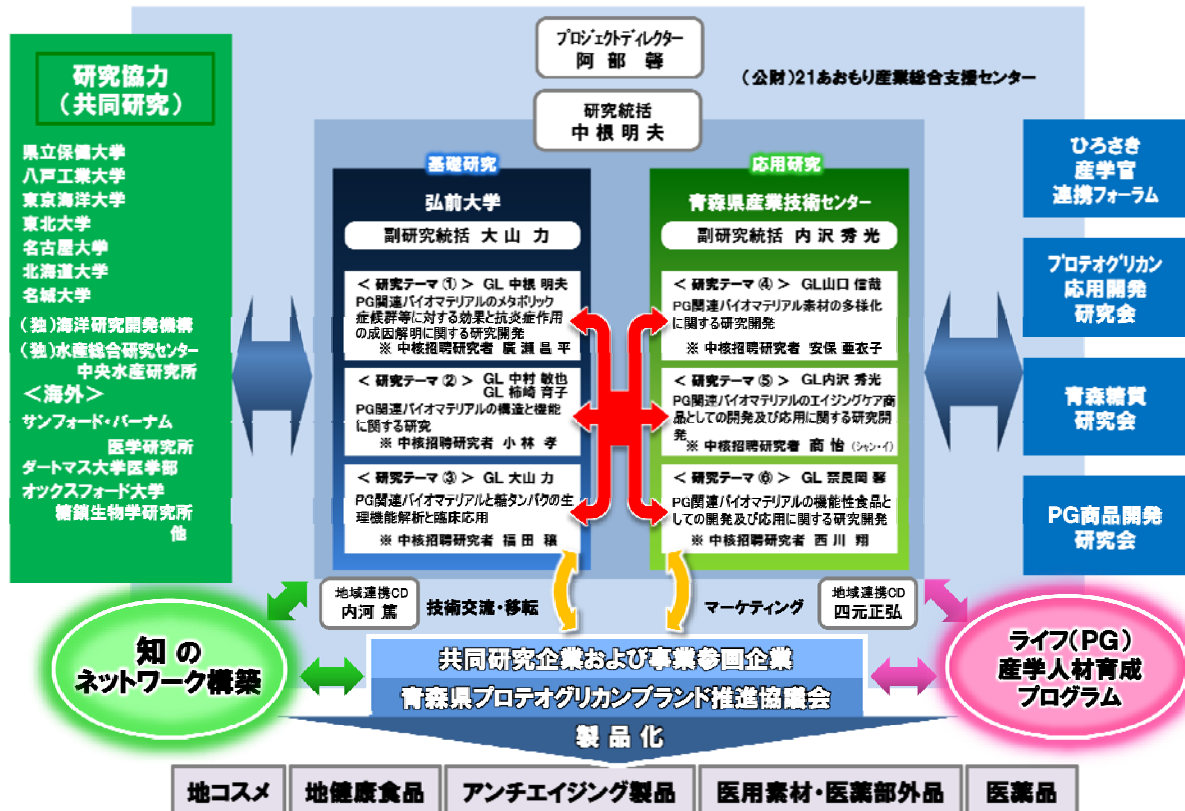 プロジェクトディレクター
阿部 馨
（公財）21あおもり産業総合支援センター
研究統括
中根明夫
研究協力
（共同研究）
県立保健大学
八戸工業大学
東京海洋大学
東北大学
名古屋大学
北海道大学
名城大学
（独）海洋研究開発機構
（独）水産総合研究センター
中央水産研究所
＜海外＞
サンフォード・バーナム
医学研究所
ダートマス大学医学部
オックスフォード大学
糖鎖生物学研究所
他
基礎研究
弘前大学
副研究統括 大山 力
＜ 研究テーマ ① ＞ GL 中根 明夫
PG関連バイオマテリアルのメタボリック
症候群等に対する効果と抗炎症作用
の成因解明に関する研究開発
※ 中核招聘研究者 廣瀬昌平
＜ 研究テーマ ② ＞ GL 中村 敏也
GL 柿崎 育子
PG関連バイオマテリアルの構造と機能
に関する研究
※ 中核招聘研究者 小林 孝
＜ 研究テーマ ③ ＞ GL 大山 力
PG関連バイオマテリアルと軸タンパクの生
理機能解析と臨床応用
※ 中核招聘研究者 福田 穣
応用研究
青森県産業技術センター
副研究統括 内沢秀光
＜ 研究テーマ ④ ＞ GL山口 信哉
PG関連バイオマテリアル素材の多様化
に関する研究開発
※ 中核招聘研究者 安保 亜衣子
＜ 研究テーマ ⑤ ＞ GL内沢 秀光
PG関連バイオマテリアルのエイジングケア商
品としての開発及び応用に関する研究開
発
※ 中核招聘研究者 商 怡 （シャン・イ）
＜ 研究テーマ ⑥ ＞ GL 奈良岡 馨
PG関連バイオマテリアルの機能性食品と
しての開発及び応用に関する研究開発
※ 中核招聘研究者 西川 翔
ひろさき
産学官
連携フォーラム
プロテオグリカン
応用開発
研究会
青森糖質
研究会
PG商品開発
研究会
地域連携CD
内河 篤
技術交流・移転
マーケティング
地域連携CD
四元正弘
知 の
ネットワーク構築
共同研究企業および事業参画企業
青森県プロテオグリカンブランド推進協議会
ライフ（PG）
産学人材育成
プログラム
製品化
地コスメ
地健康食品
アンチエイジング製品
医用素材・医薬部外品
医薬品